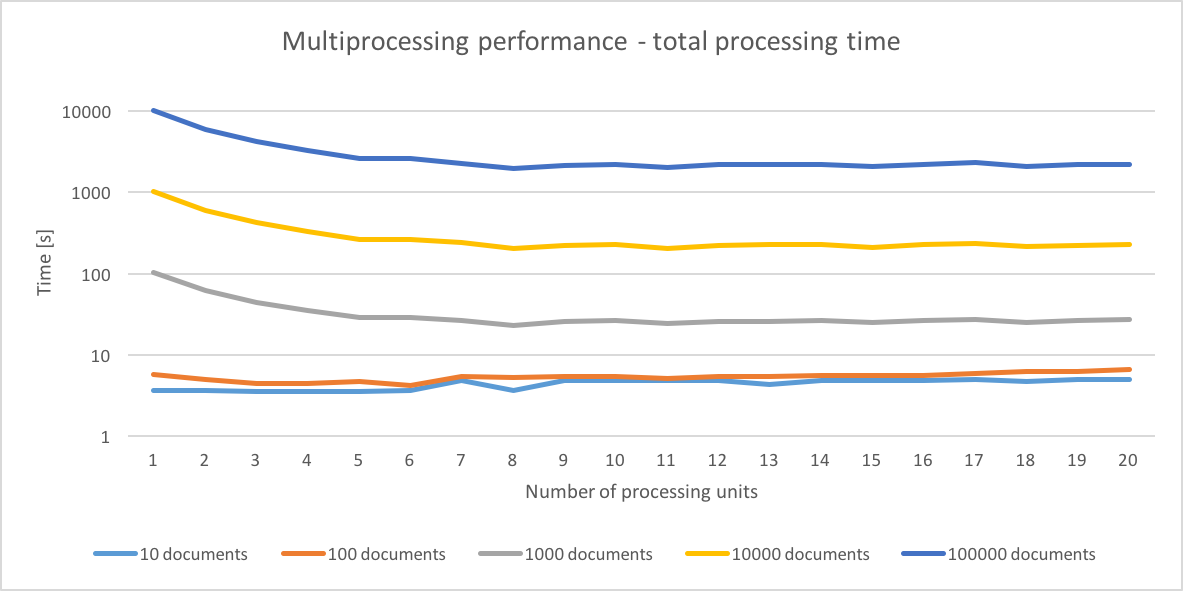 Multiprocessing performance - total processing time
10000
1000
100
10
1
Time [s]
1 2 3 4 5 6 7 8 9 10 11 12 13 14 15 16 17 18 19 20
Number of processing units
10 documents 100 documents 1000 documents 10000 documents 100000 documents